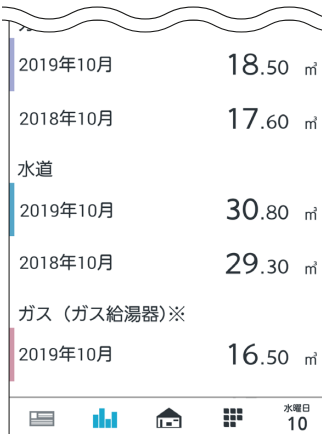 2019年10月 18.50 ㎥
2018年10月 17.60 ㎥
水道
2019年10月 30.80 ㎥
2018年10月 29.30 ㎥
ガス（ガス給湯器）※
2019年10月 16.50 ㎥
水曜日
10